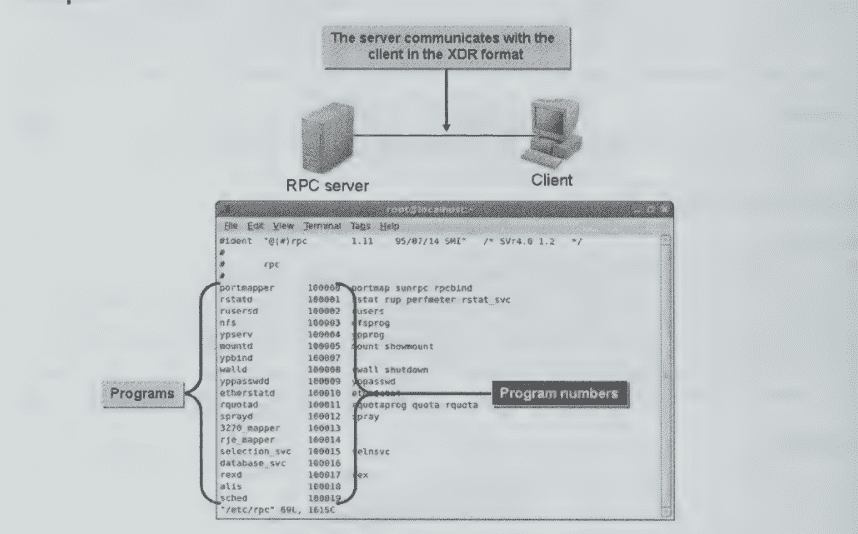 The server communicates with the
client in the XDR format
RPC server
Client
root@localhost:~
File Edit View Terminal Tabs Help
#ident "@(#)rpc 1.11 95/07/14 SMI" /* SVr4.0 1.2 */
#
# rpc
#
portmapper 100000 portmap sunrpc rpcbind
rstatd 100001 rstat rup perfmeter rstat_svc
rusersd 100002 rusers
nfs 100003 nfsprog
ypserv 100004 ypprog
mountd 100005 mount showmount
ypbind 100007
walld 100008 rwall shutdown
yppasswdd 100009 yppasswd
etherstatd 100010
rquotad 100011 rquotaprog quota rquota
sprayd 100012 spray
3270_mapper 100013
rje_mapper 100014
selection_svc 100015 selnsvc
database_svc 100016
rexd 100017 rex
alis 100018
sched 100019
"/etc/rpc" 69L, 1615C
Programs
Program numbers